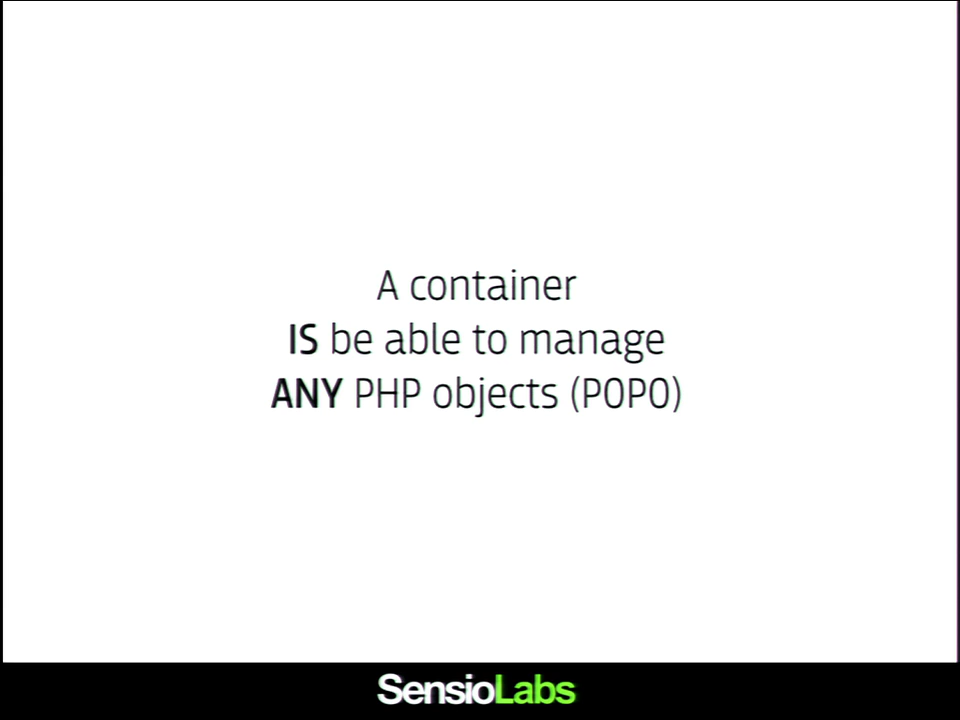 A container
IS be able to manage
ANY PHP objects (POPO)
SensioLabs